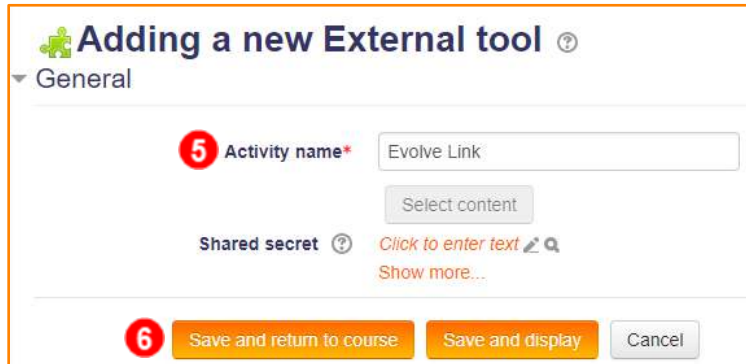 Adding a new External tool ?
General
5 Activity name* Evolve Link
Select content
Shared secret ? Click to enter text
Show more...
6 Save and return to course Save and display Cancel